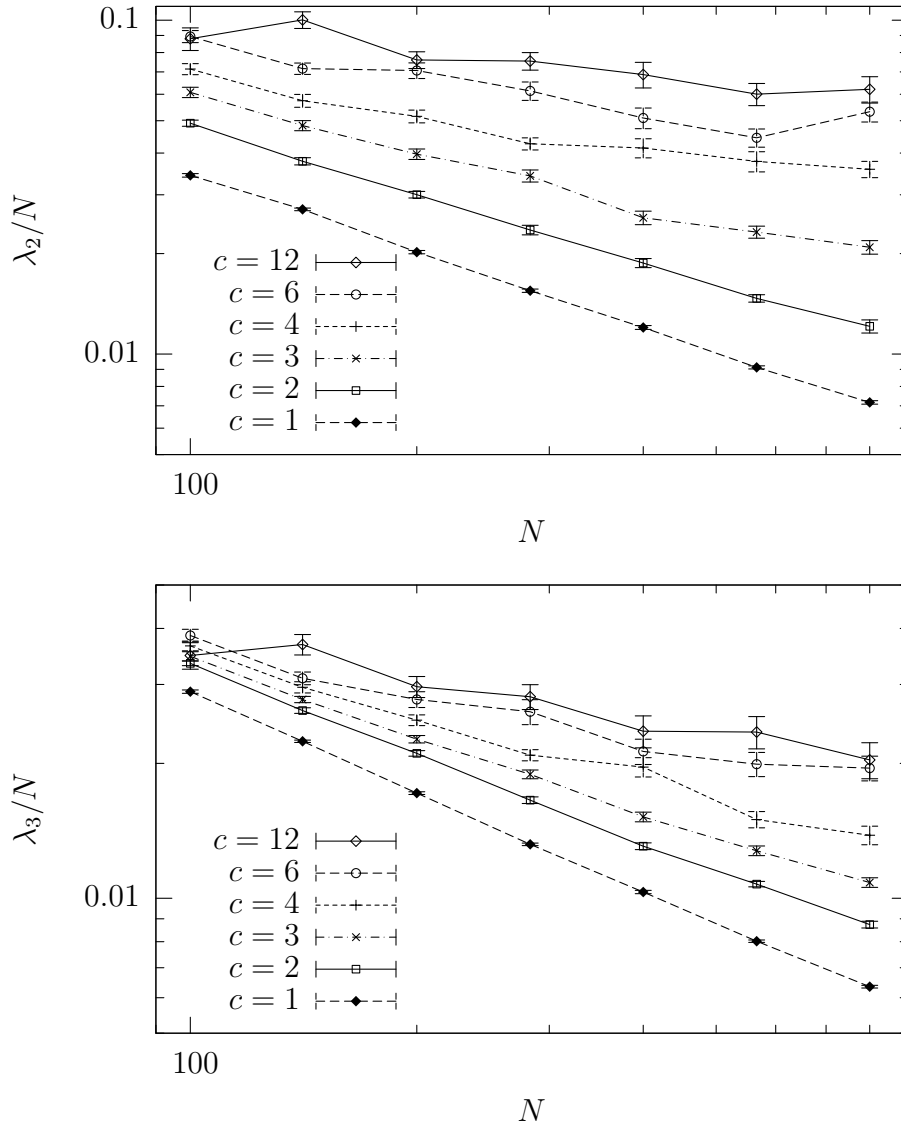 0.1
λ₂/N
c = 12
c = 6
c = 4
c = 3
0.01
c = 2
c = 1
100
N
λ₃/N
c = 12
c = 6
0.01
c = 4
c = 3
c = 2
c = 1
100
N